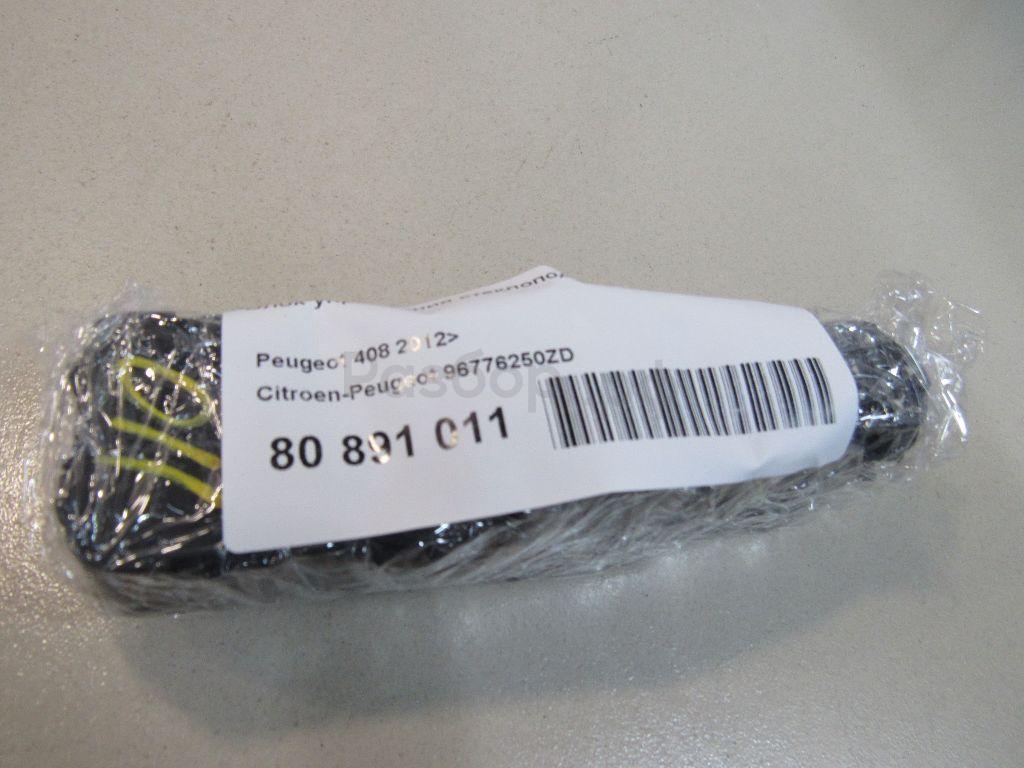 Peugeot 408 2012>
Citroen-Peugeot 96776250ZD
80 891 011